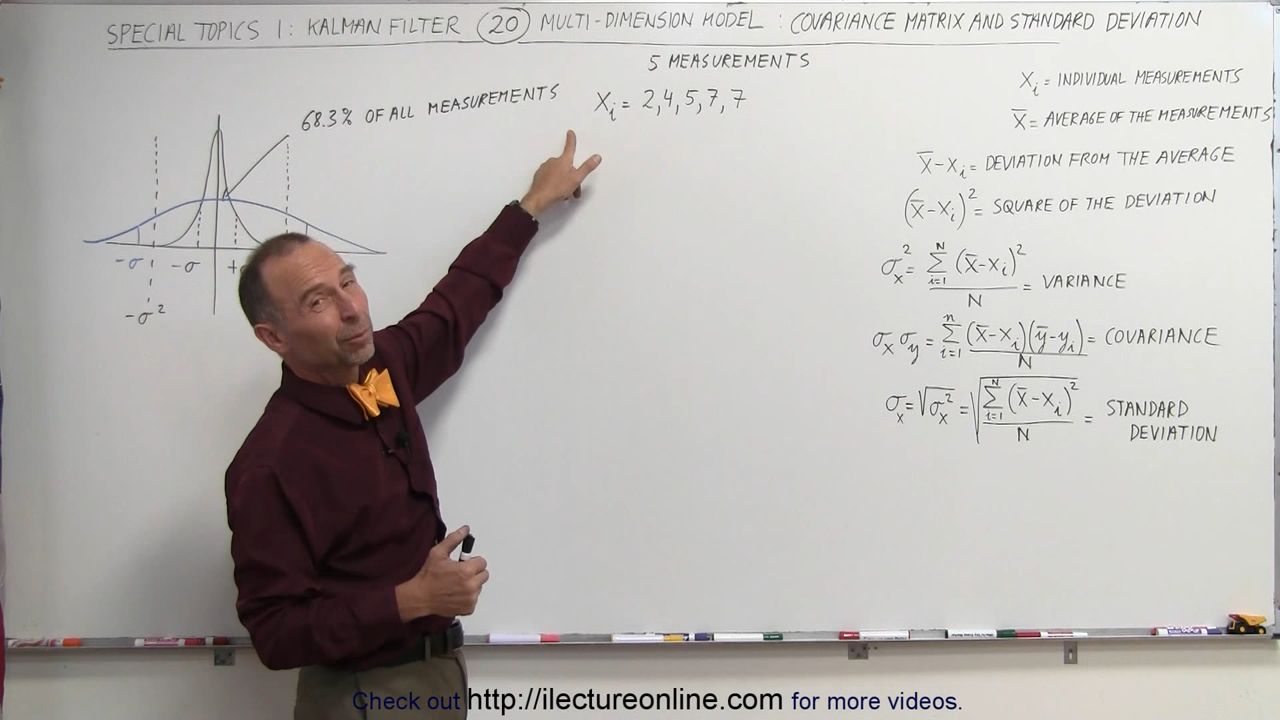 SPECIAL TOPICS 1: KALMAN FILTER 20 MULTI-DIMENSION MODEL: COVARIANCE MATRIX AND STANDARD DEVIATION
5 MEASUREMENTS
68.3% OF ALL MEASUREMENTS
Xᵢ = 2,4,5,7,7
-σ -σ +
-σ²
Xᵢ = INDIVIDUAL MEASUREMENTS
X̄ = AVERAGE OF THE MEASUREMENTS
X̄-Xᵢ = DEVIATION FROM THE AVERAGE
(X̄-Xᵢ)² = SQUARE OF THE DEVIATION
σₓ² = Σᵢ₌₁ᴺ (X̄-Xᵢ)² / N = VARIANCE
σₓ σy = Σᵢ₌₁ⁿ (X̄-Xᵢ)(ȳ-yᵢ) / N = COVARIANCE
σₓ = √σₓ² = √(Σᵢ₌₁ᴺ (X̄-Xᵢ)² / N) = STANDARD
DEVIATION
Check out http://ilectureonline.com for more videos.